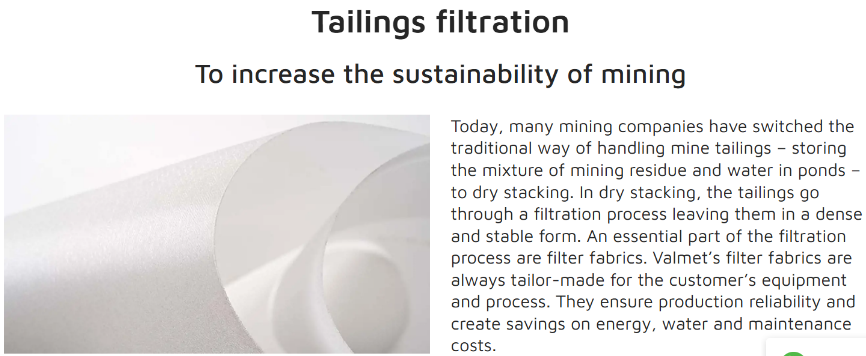 Tailings filtration
To increase the sustainability of mining
Today, many mining companies have switched the
traditional way of handling mine tailings – storing
the mixture of mining residue and water in ponds –
to dry stacking. In dry stacking, the tailings go
through a filtration process leaving them in a dense
and stable form. An essential part of the filtration
process are filter fabrics. Valmet's filter fabrics are
always tailor-made for the customer's equipment
and process. They ensure production reliability and
create savings on energy, water and maintenance
costs.